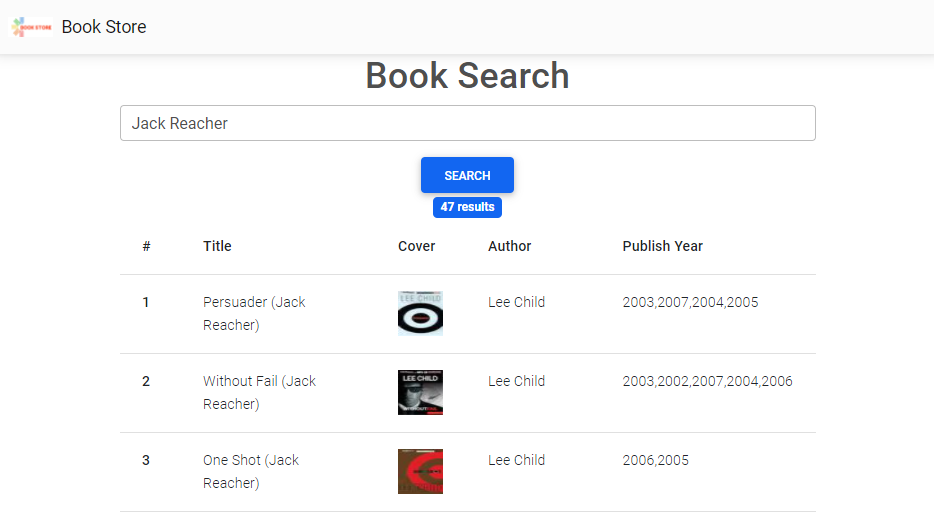 BOOK STORE
Book Store
Book Search
Jack Reacher
SEARCH
47 results
# Title Cover Author Publish Year
1 Persuader (Jack Reacher) LEE CHILD Lee Child 2003,2007,2004,2005
2 Without Fail (Jack Reacher) LEE CHILD Lee Child 2003,2002,2007,2004,2006
3 One Shot (Jack Reacher) Lee Child 2006,2005